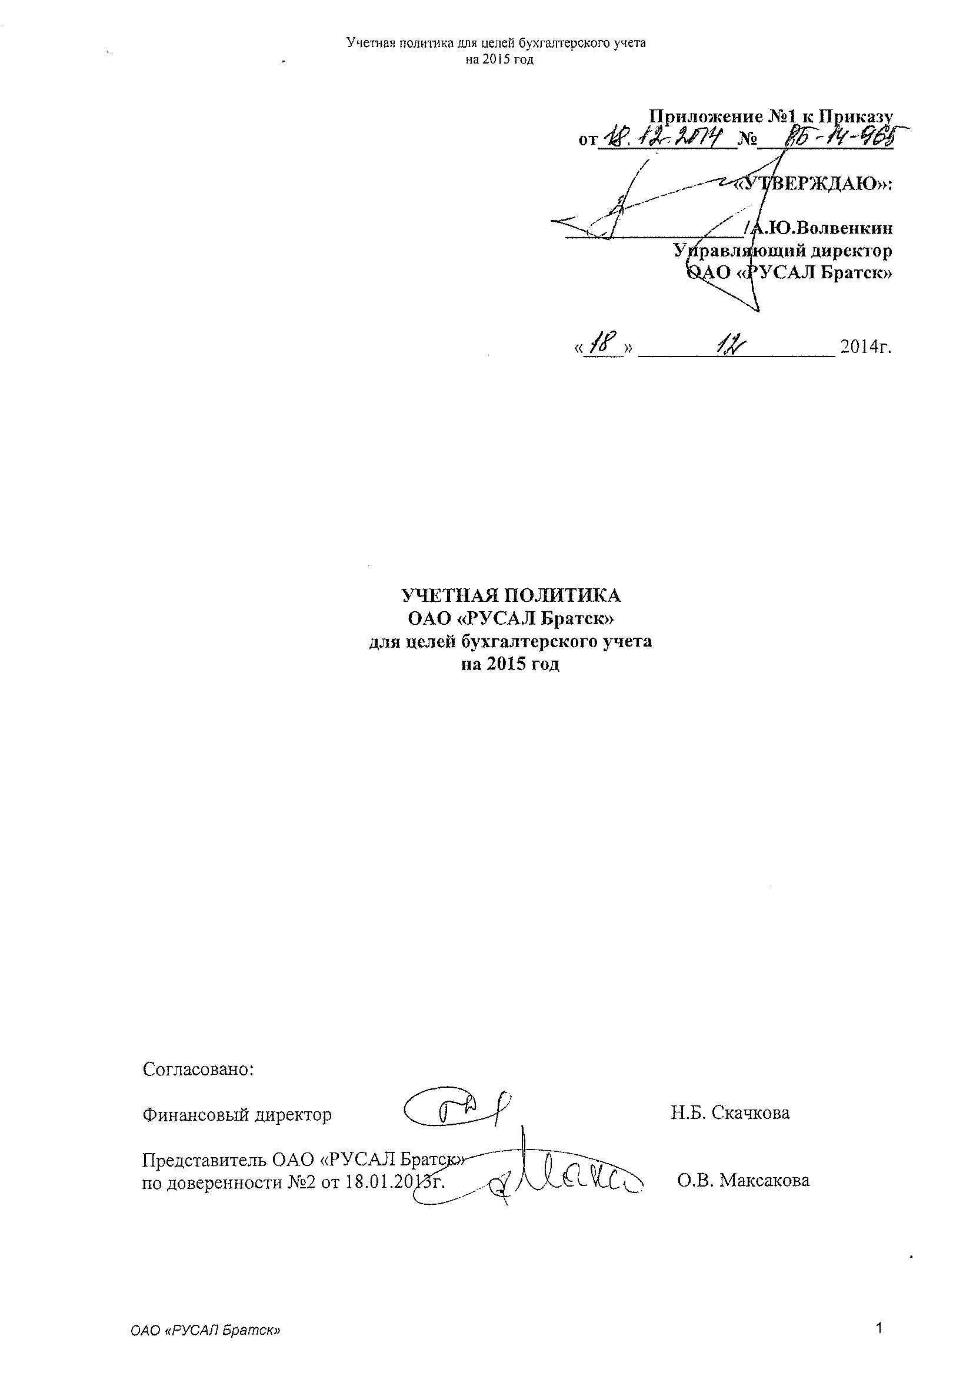 Учетная политика для целей бухгалтерского учета
на 2015 год
Приложение №1 к Приказу
от 18.12.2014 № РБ-14-965
«УТВЕРЖДАЮ»:
/А.Ю.Волвенкин
Управляющий директор
ОАО «РУСАЛ Братск»
« 18 » 12 2014г.
УЧЕТНАЯ ПОЛИТИКА
ОАО «РУСАЛ Братск»
для целей бухгалтерского учета
на 2015 год
Согласовано:
Финансовый директор Н.Б. Скачкова
Представитель ОАО «РУСАЛ Братск»
по доверенности №2 от 18.01.2013г. О.В. Максакова
ОАО «РУСАЛ Братск» 1